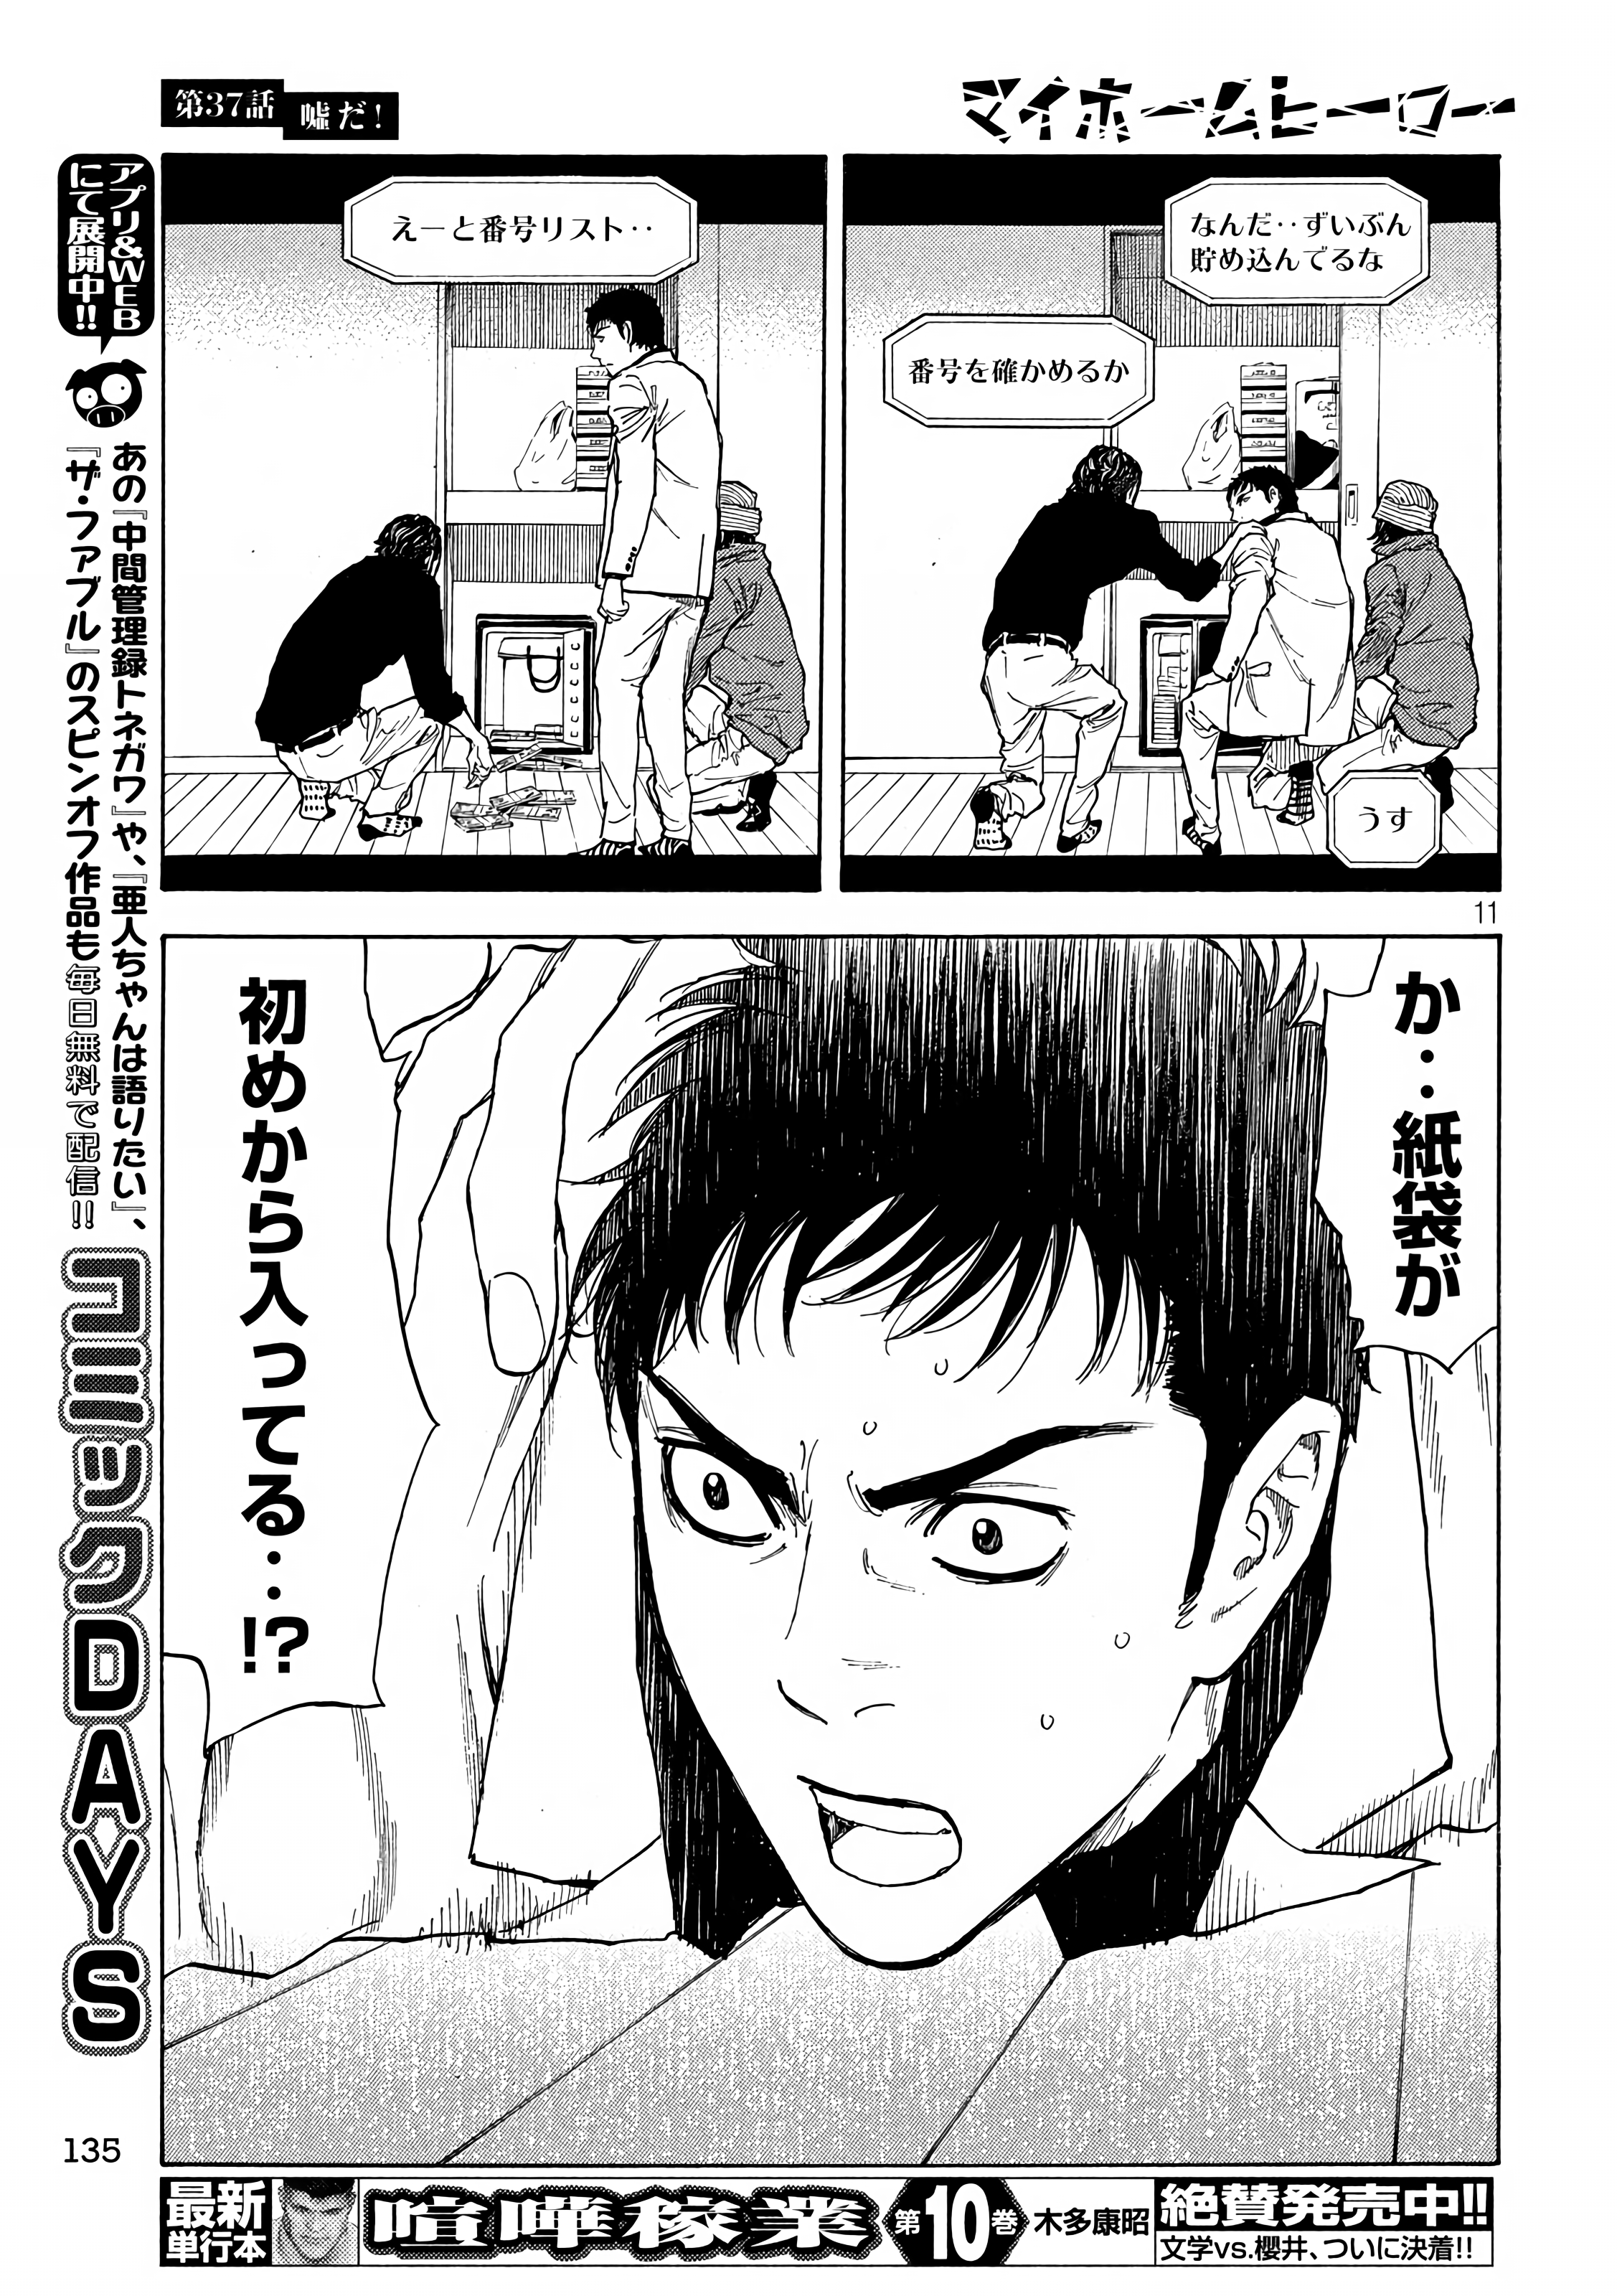 マイホームヒーロー
第37話
嘘だ!
なんだ‥ずいぶん
貯め込んでるな
番号を確かめるか
うす
えーと番号リスト‥
11
か‥紙袋が
初めから入ってる‥!?
アプリ&WEB
にて展開中!!
あの『中間管理録トネガワ』や、『亜人ちゃんは語りたい』、
『ザ・ファブル』のスピンオフ作品も毎日無料で配信!!
コミックDAYS
135
最新
単行本
喧嘩稼業
第10巻
木多康昭
絶賛発売中!!
文学vs.櫻井、ついに決着!!